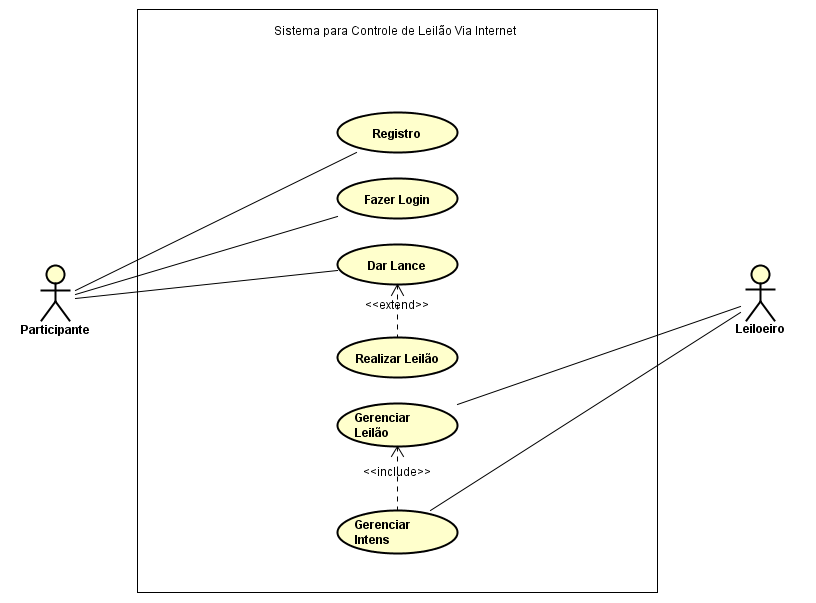 Sistema para Controle de Leilão Via Internet
Registro
Fazer Login
Dar Lance
<<extend>>
Participante
Leiloeiro
Realizar Leilão
Gerenciar
Leilão
<<include>>
Gerenciar
Intens